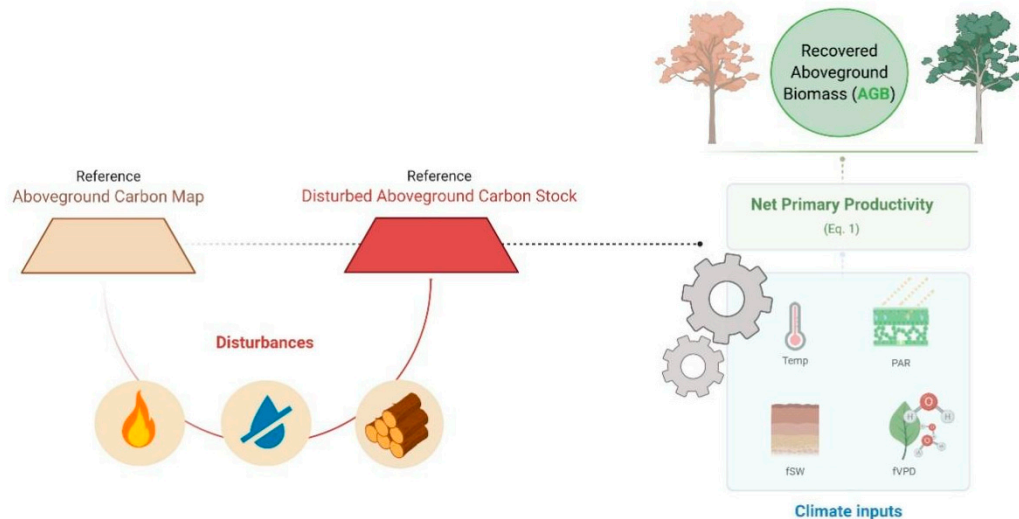 Reference
Aboveground Carbon Map
Reference
Disturbed Aboveground Carbon Stock
Disturbances
Recovered
Aboveground
Biomass (AGB)
Net Primary Productivity
(Eq. 1)
Temp
PAR
fSW
fVPD
H
O
H
O
H
O
H
Climate inputs